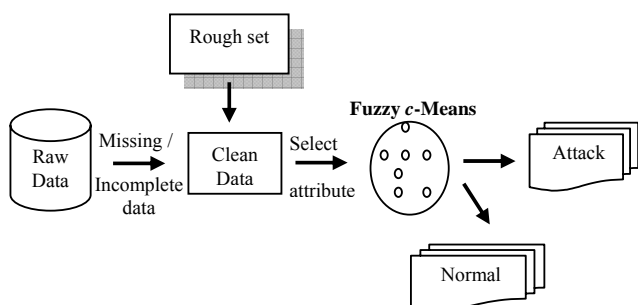 Rough set
Fuzzy c-Means
Raw
Data
Missing /
Incomplete
data
Clean
Data
Select
attribute
Attack
Normal